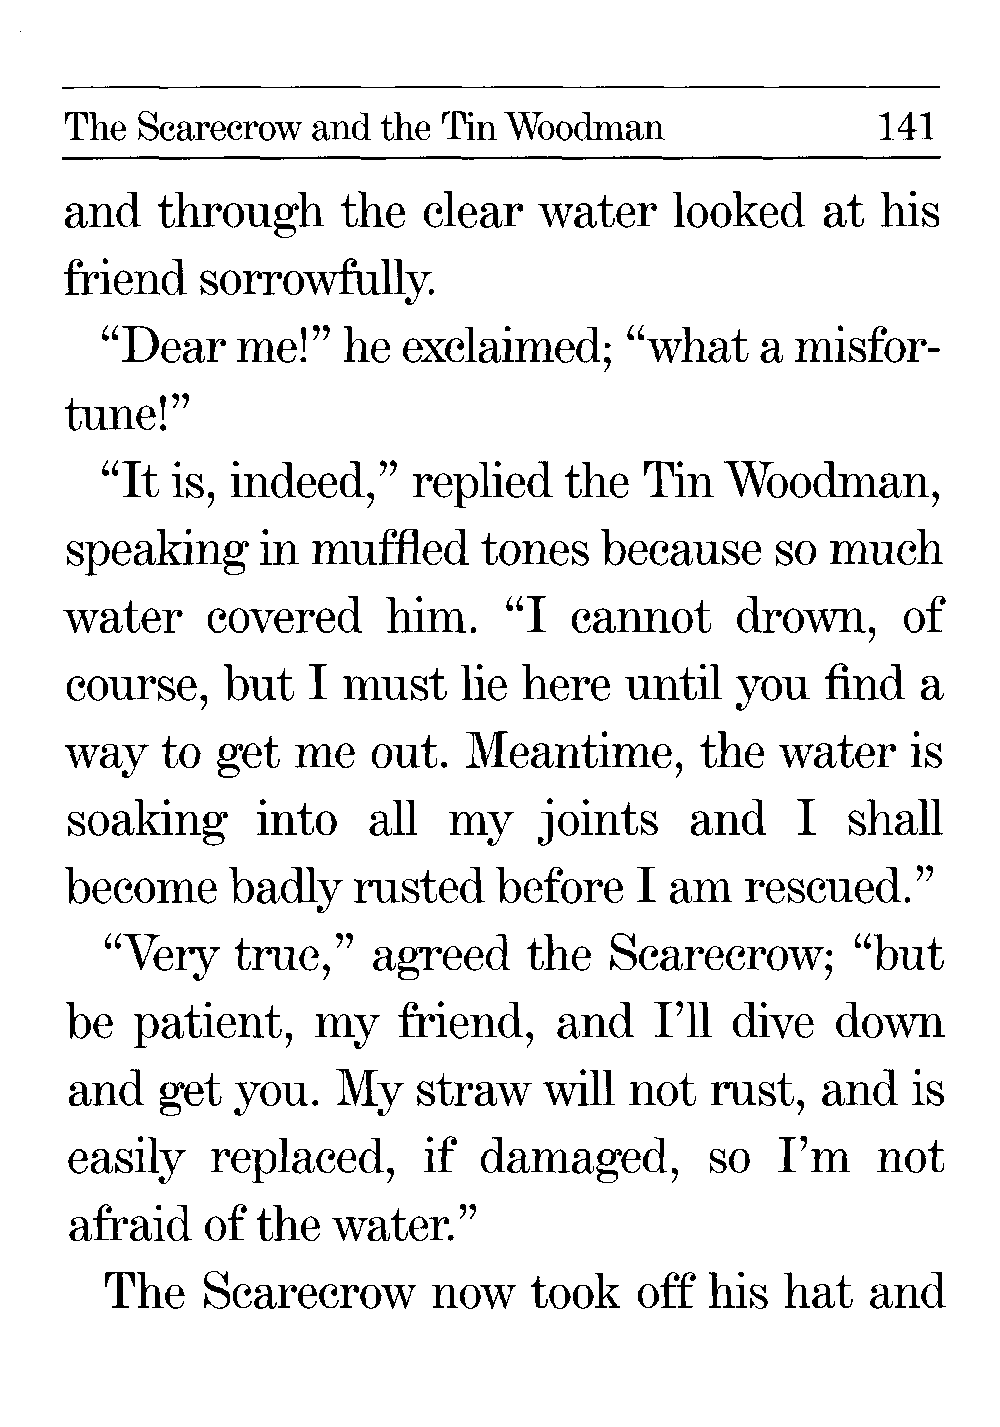 The Scarecrow and the Tin Woodman 141
and through the clear water looked at his
friend sorrowfully.
“Dear me!” he exclaimed; “what a misfor-
tune!”
“It is, indeed,” replied the Tin Woodman,
speaking in muffled tones because so much
water covered him. “I cannot drown, of
course, but I must lie here until you find a
way to get me out. Meantime, the water is
soaking into all my joints and I shall
become badly rusted before I am rescued.”
“Very true,” agreed the Scarecrow; “but
be patient, my friend, and I’ll dive down
and get you. My straw will not rust, and is
easily replaced, if damaged, so I’m not
afraid of the water.”
The Scarecrow now took off his hat and